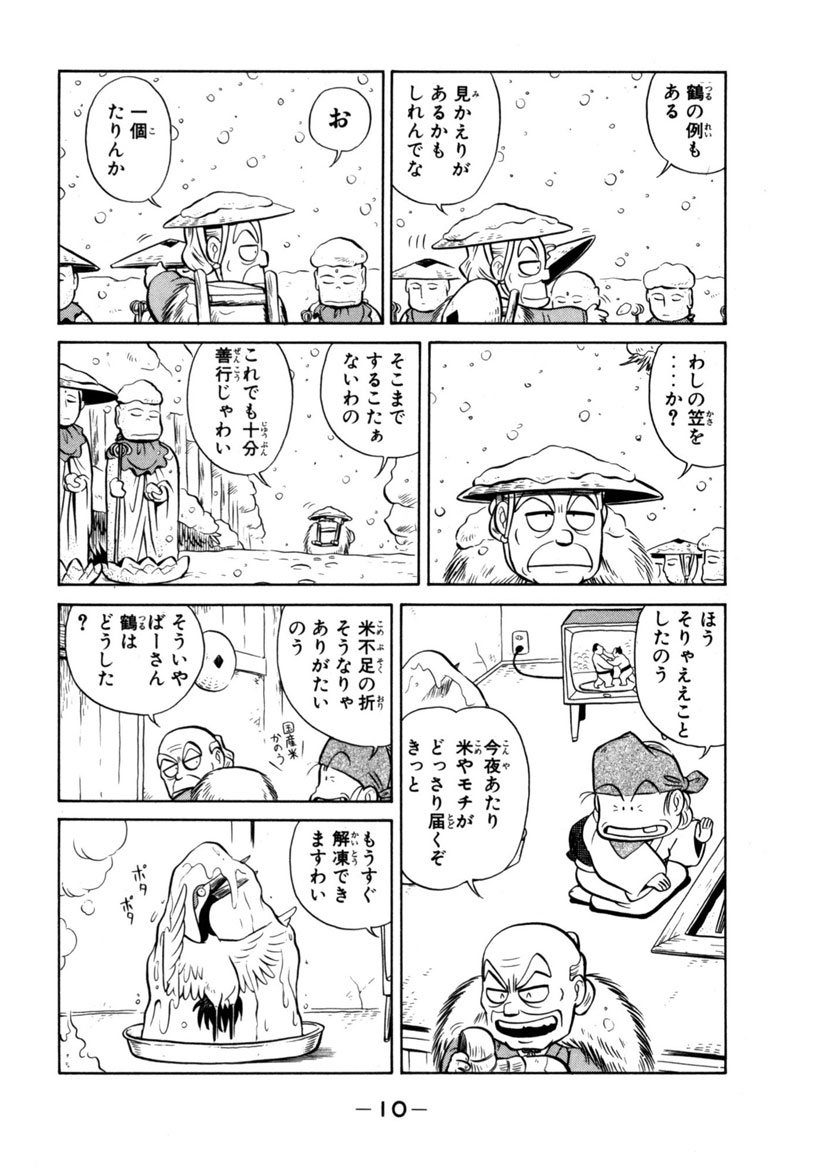 鶴の例も
ある
見かえりが
あるかも
しれんでな
お
一個
たりんか
わしの笠を
‥‥か？
そこまで
するこたぁ
ないわの
これでも十分
善行じゃわい
ほう
そりゃええこと
したのう
今夜あたり
米やモチが
どっさり届くぞ
きっと
米不足の折
そうなりゃ
ありがたい
のう
国産米
かのう
そういや
ばーさん
鶴は
どうした
？
もうすぐ
解凍でき
ますわい
ポタ
ポタ
－10－